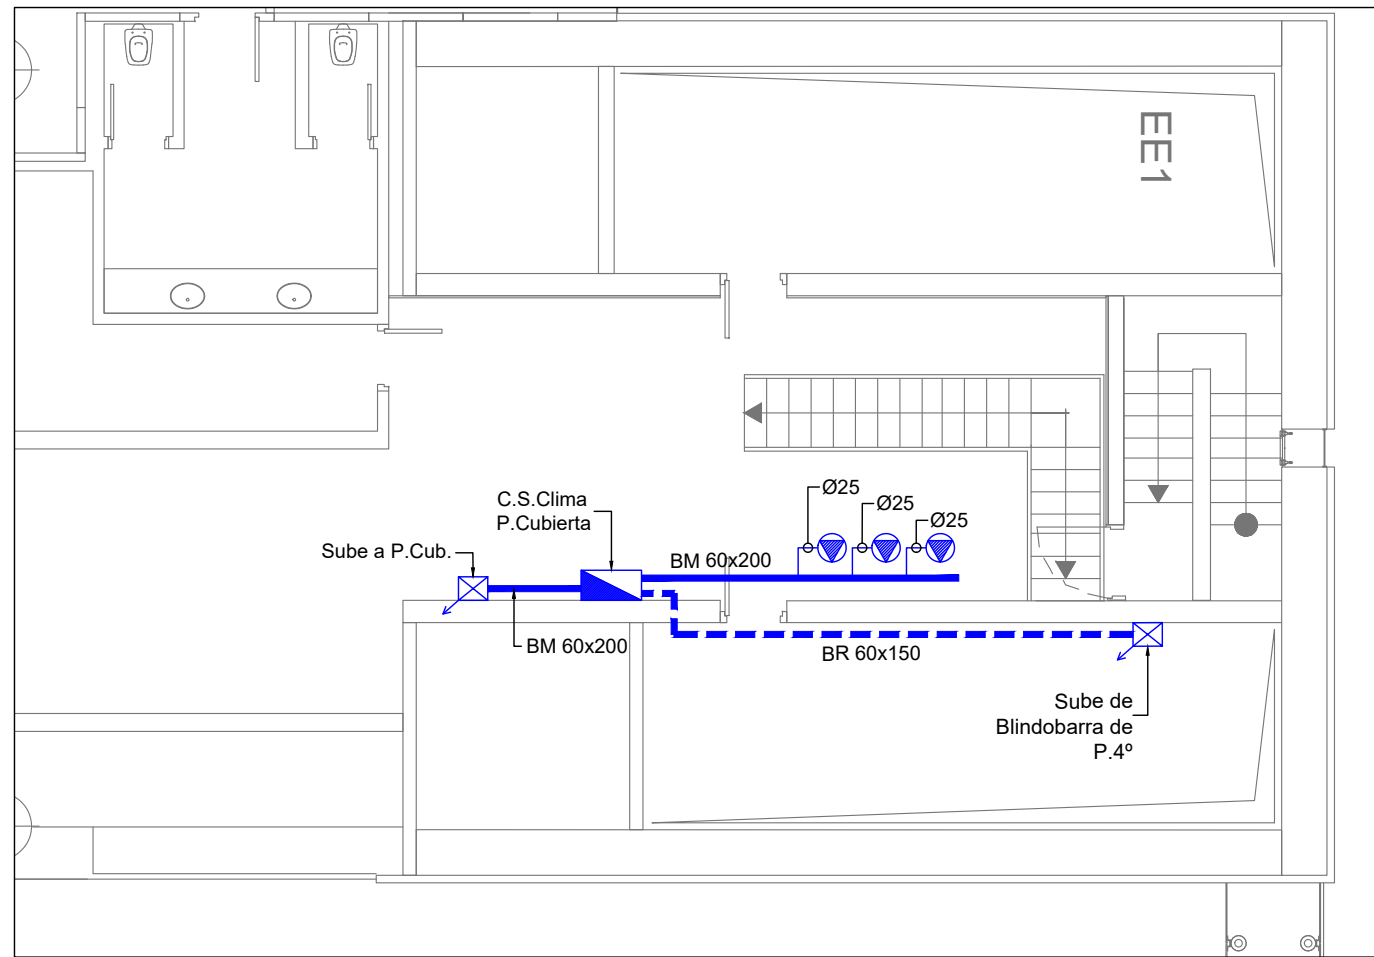 EE1
Ø25
Ø25
Ø25
C.S.Clima
P.Cubierta
Sube a P.Cub.
BM 60x200
BM 60x200
BR 60x150
Sube de
Blindobarra de
P.4º